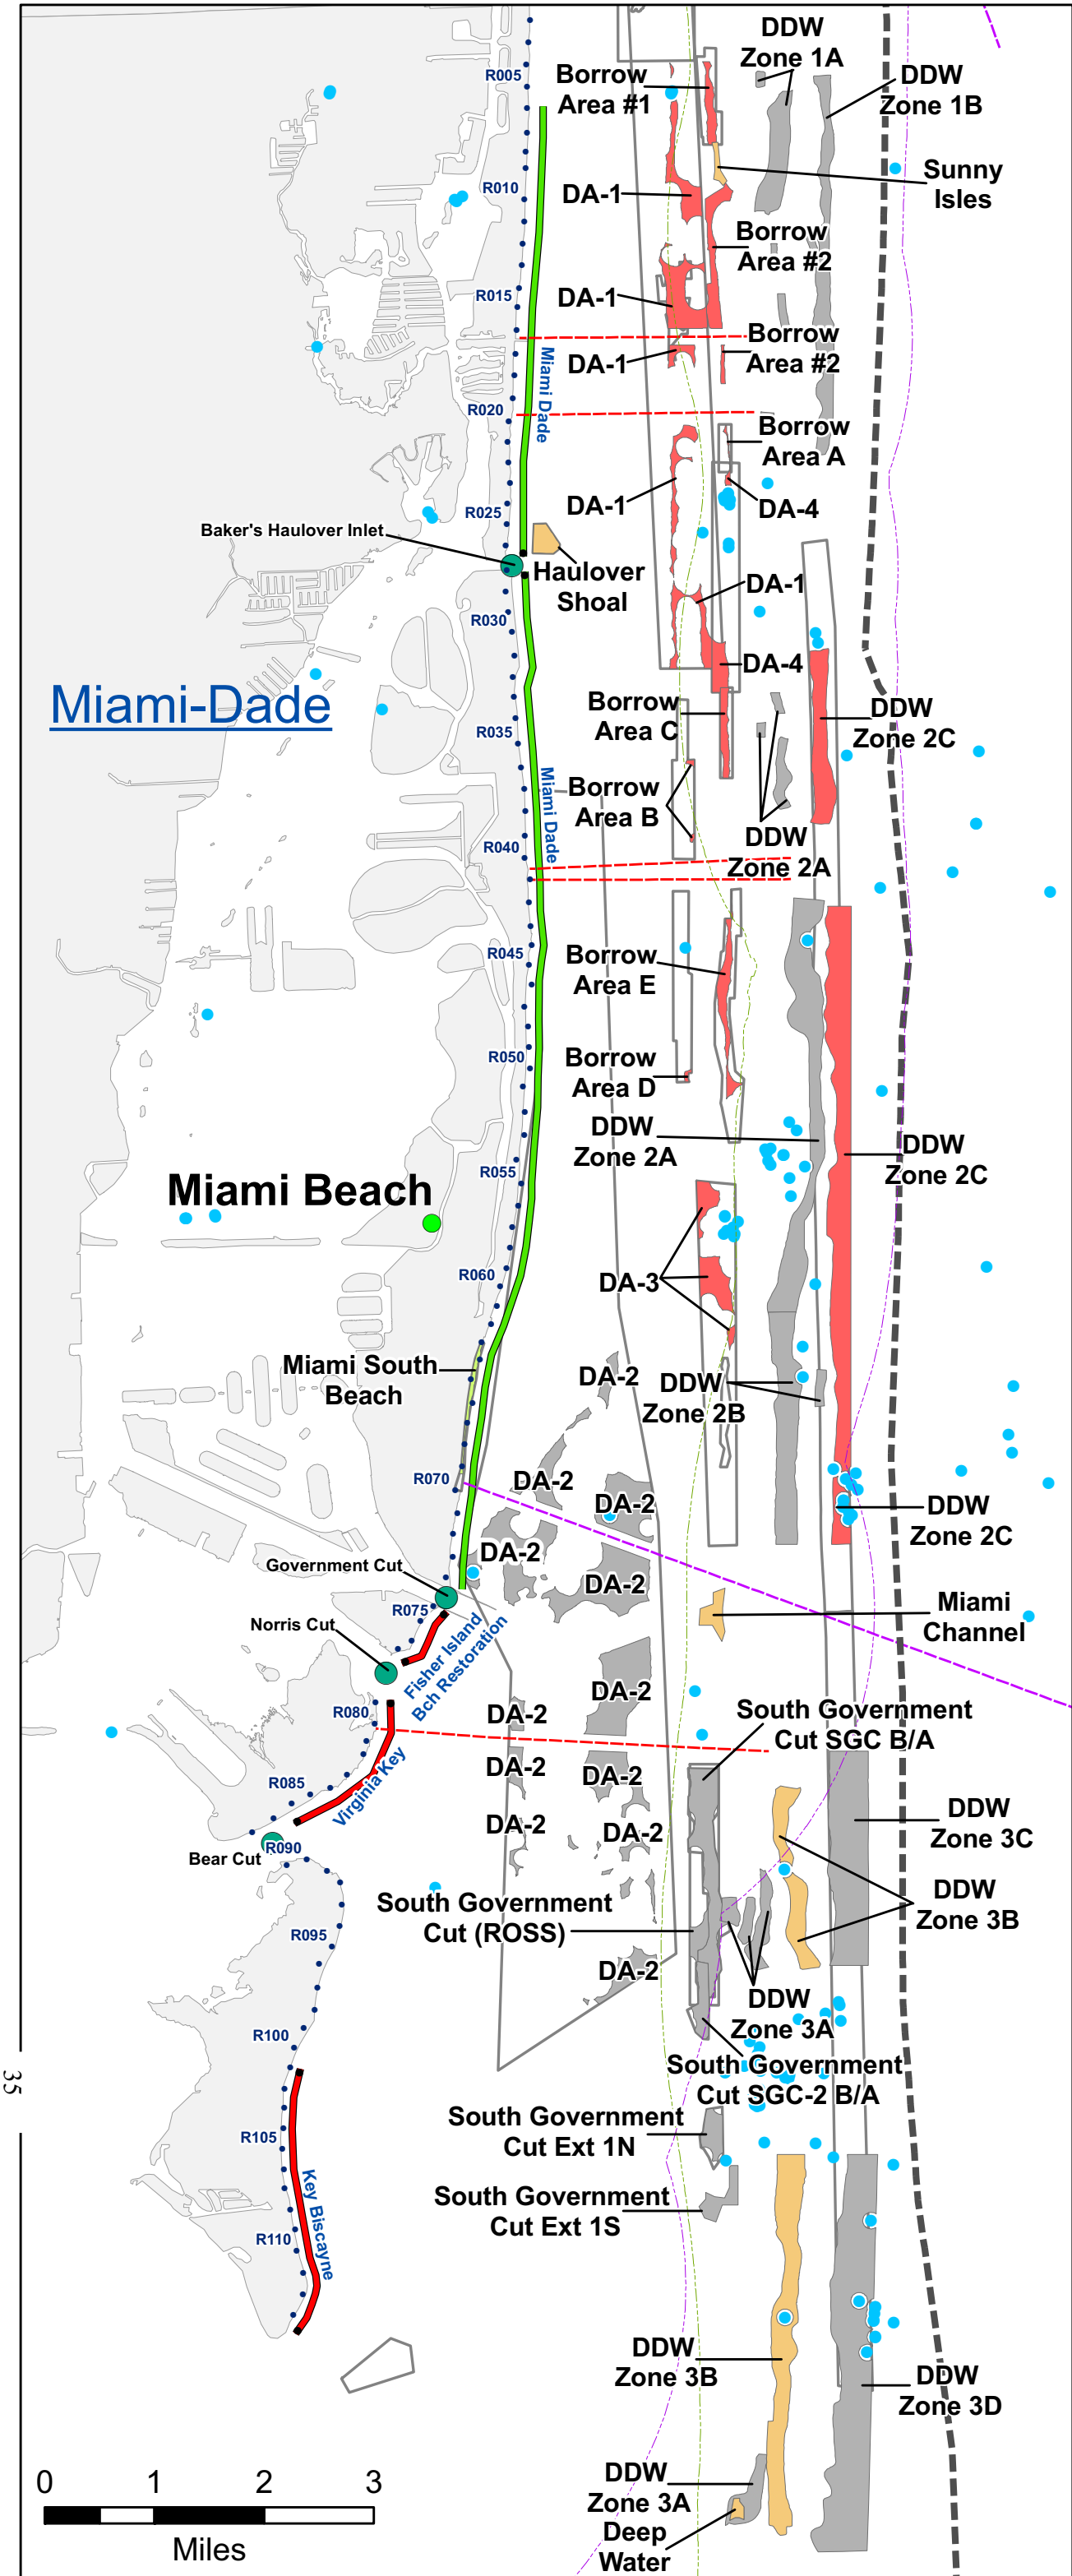 DDW
Zone 1A
R005
Borrow
Area #1
DDW
Zone 1B
Sunny
Isles
R010
DA-1
Borrow
Area #2
R015
DA-1
Borrow
Area #2
Miami Dade
DA-1
R020
Borrow
Area A
DA-1
DA-4
R025
Baker's Haulover Inlet
Haulover
Shoal
DA-1
R030
DA-4
Miami-Dade
Borrow
Area C
DDW
Zone 2C
R035
Miami Dade
Borrow
Area B
DDW
Zone 2A
R040
R045
Borrow
Area E
R050
Borrow
Area D
DDW
Zone 2A
DDW
Zone 2C
R055
Miami Beach
R060
DA-3
Miami South
Beach
DA-2
DDW
Zone 2B
R070
DA-2
DA-2
DDW
Zone 2C
DA-2
Government Cut
DA-2
R075
Miami
Channel
Norris Cut
Fisher Island
Bch Restoration
DA-2
R080
DA-2
South Government
Cut SGC B/A
DA-2
DA-2
R085
Virginia Key
DDW
Zone 3C
DA-2
DA-2
R090
Bear Cut
DDW
Zone 3B
South Government
Cut (ROSS)
R095
DA-2
DDW
Zone 3A
R100
South Government
Cut SGC-2 B/A
35
South Government
Cut Ext 1N
R105
South Government
Cut Ext 1S
Key Biscayne
R110
DDW
Zone 3B
DDW
Zone 3D
0 1 2 3
Miles
DDW
Zone 3A
Deep
Water